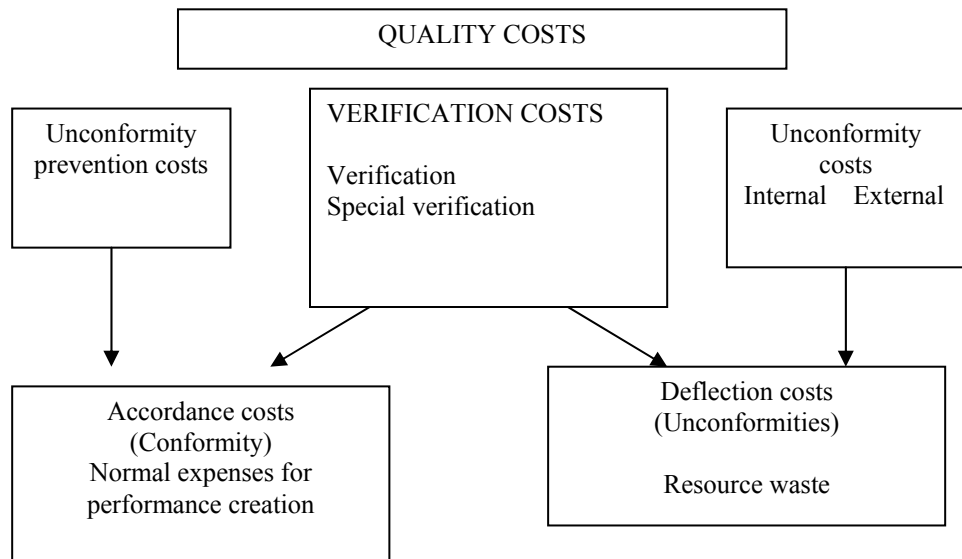 QUALITY COSTS
Unconformity
prevention costs
VERIFICATION COSTS
Verification
Special verification
Unconformity
costs
Internal External
Accordance costs
(Conformity)
Normal expenses for
performance creation
Deflection costs
(Unconformities)
Resource waste